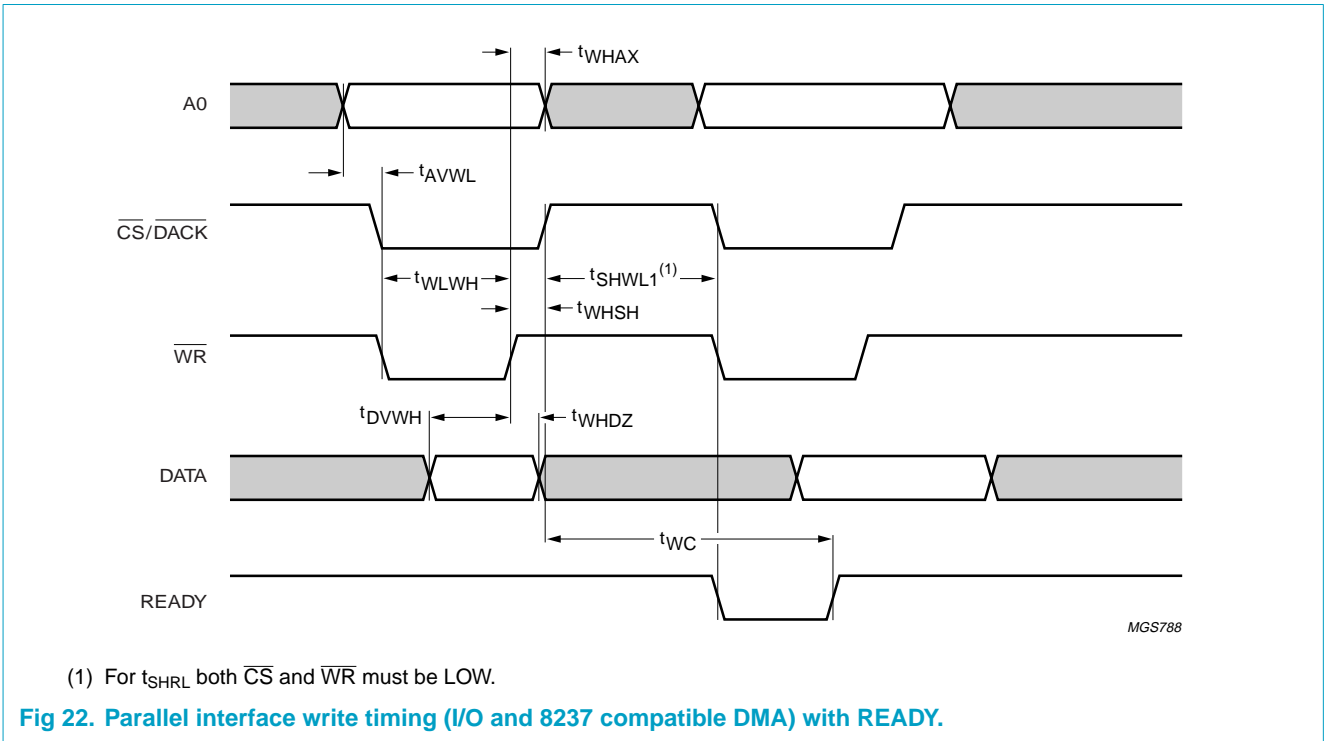 tWHAX
A0
tAVWL
CS/DACK
tWLWH
tSHWL1(1)
tWHSH
WR
tDVWH
tWHDZ
DATA
tWC
READY
MGS788
(1) For tSHRL both CS and WR must be LOW.
Fig 22. Parallel interface write timing (I/O and 8237 compatible DMA) with READY.